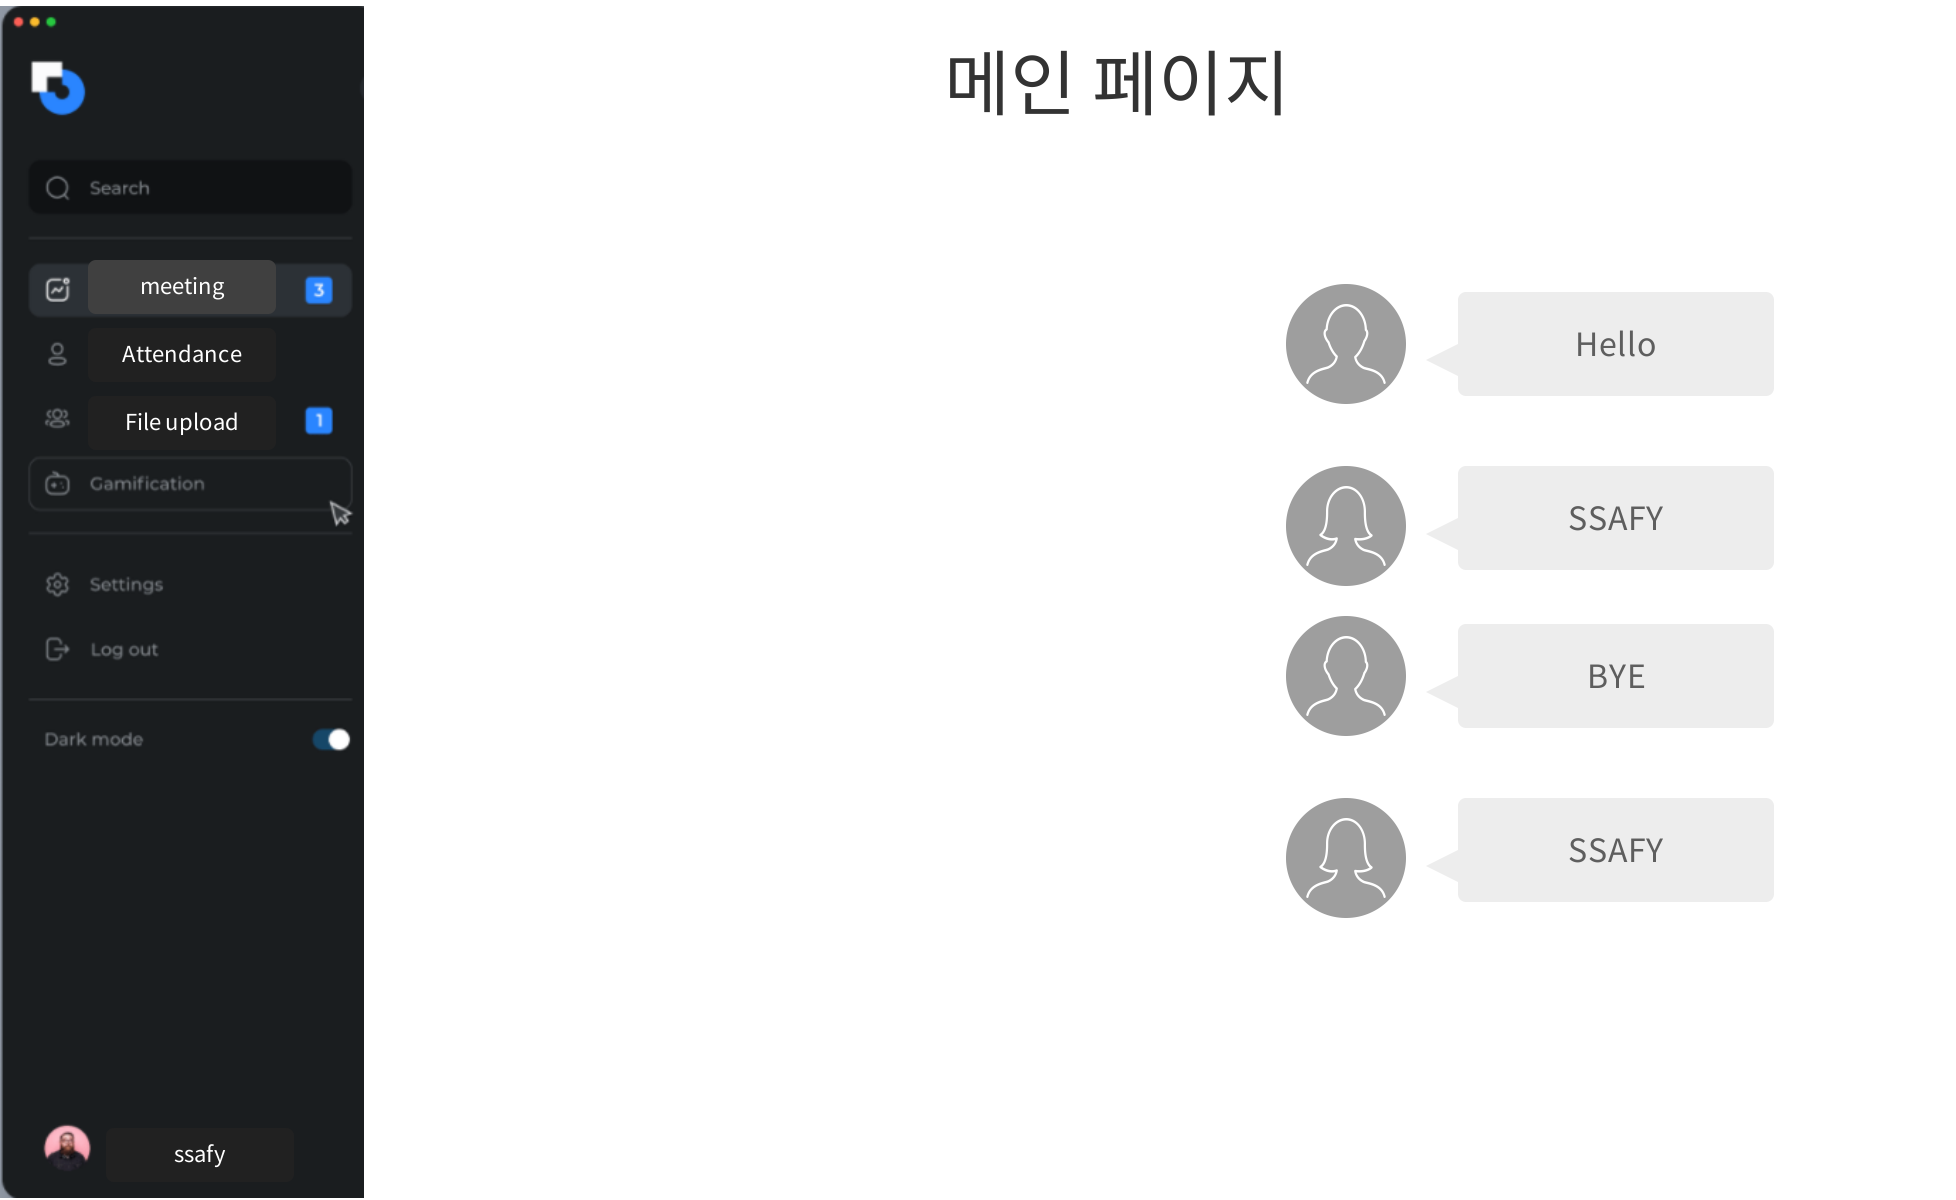 메인 페이지
Search
meeting
3
Attendance
File upload
1
Gamification
Settings
Log out
Dark mode
ssafy
Hello
SSAFY
BYE
SSAFY